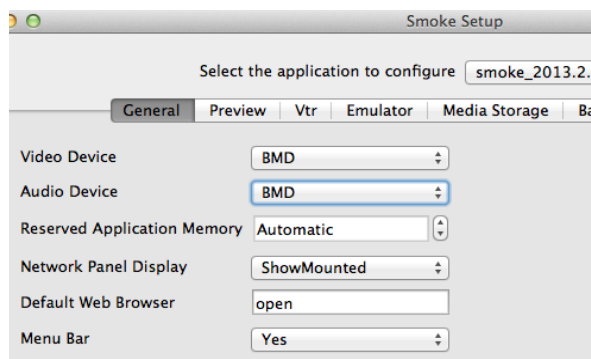 Smoke Setup
Select the application to configure smoke_2013.2.
General Preview Vtr Emulator Media Storage Ba
Video Device BMD
Audio Device BMD
Reserved Application Memory Automatic
Network Panel Display ShowMounted
Default Web Browser open
Menu Bar Yes